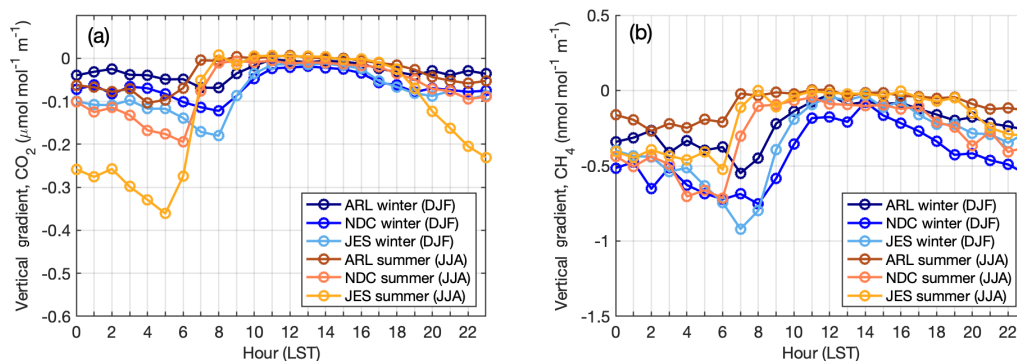 (a)
Vertical gradient, CO2 (μmol mol-1 m-1)
0
-0.1
-0.2
-0.3
-0.4
-0.5
-0.6
ARL winter (DJF)
NDC winter (DJF)
JES winter (DJF)
ARL summer (JJA)
NDC summer (JJA)
JES summer (JJA)
0 2 4 6 8 10 12 14 16 18 20 22
Hour (LST)
(b)
Vertical gradient, CH4 (nmol mol-1 m-1)
0.5
0
-0.5
-1
-1.5
ARL winter (DJF)
NDC winter (DJF)
JES winter (DJF)
ARL summer (JJA)
NDC summer (JJA)
JES summer (JJA)
0 2 4 6 8 10 12 14 16 18 20 22
Hour (LST)